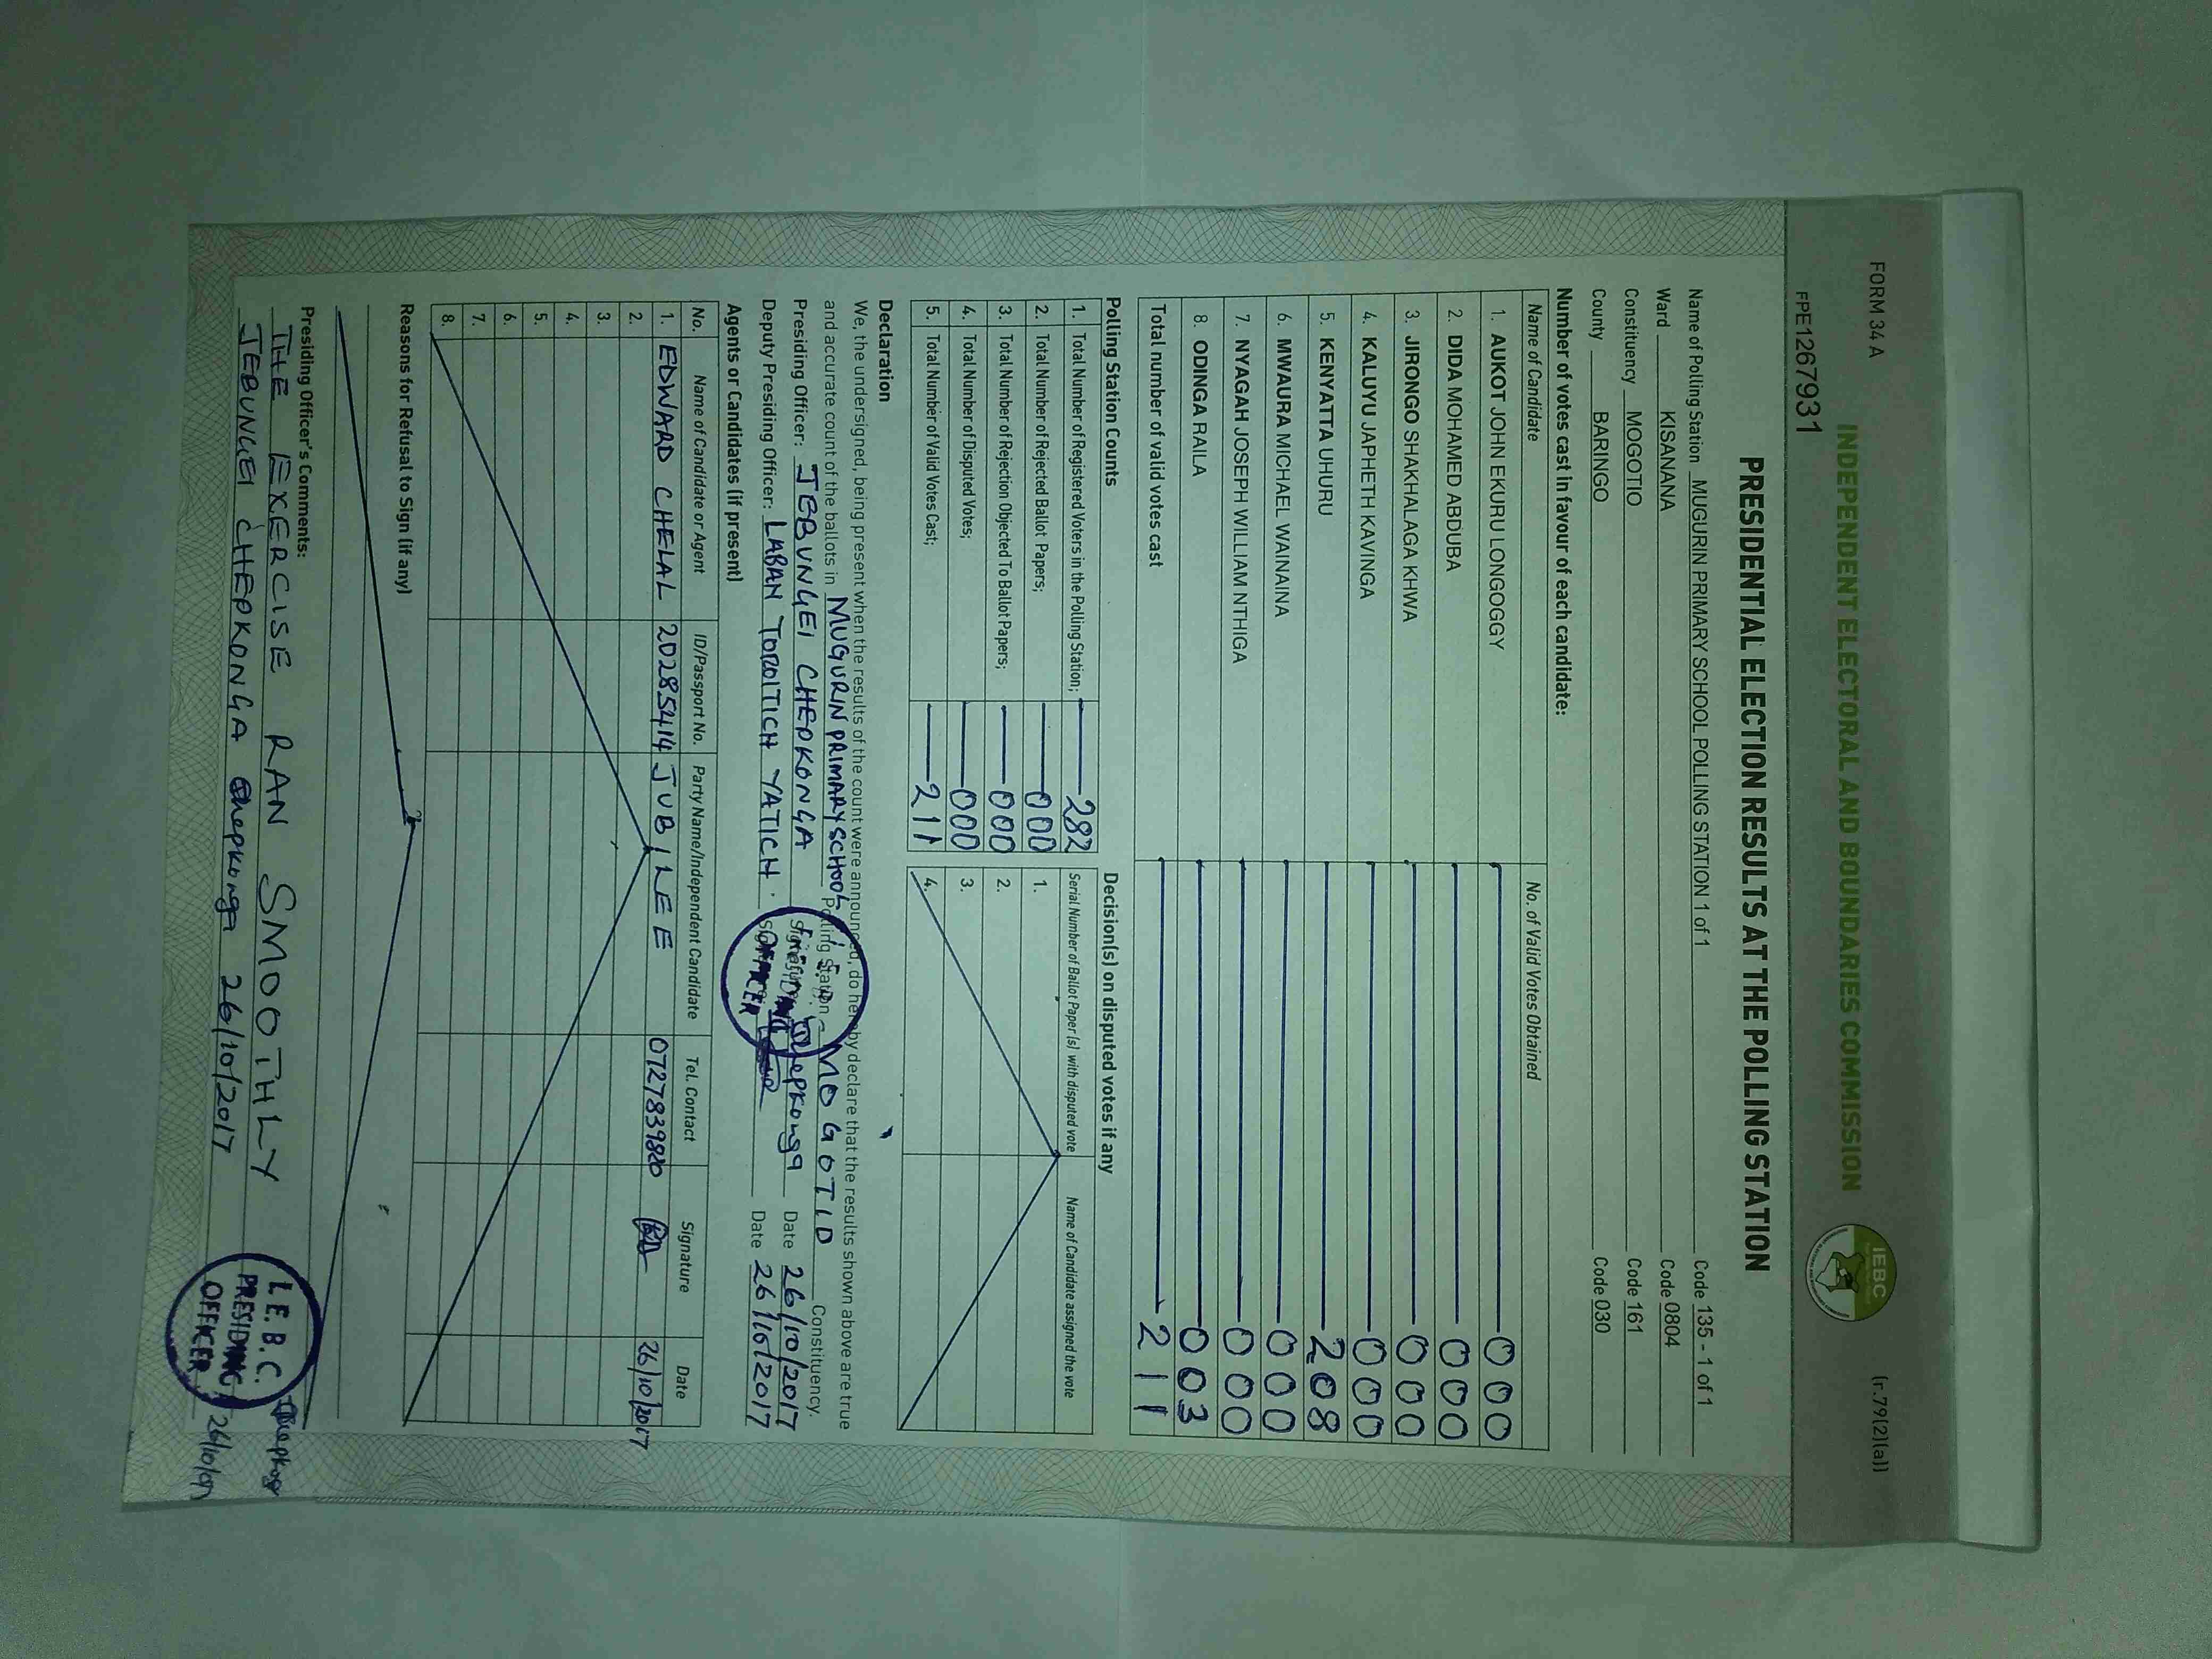 FORM 34 A
(r.79(2)(a))
INDEPENDENT ELECTORAL AND BOUNDARIES COMMISSION
IEBC
FPE1267931
PRESIDENTIAL ELECTION RESULTS AT THE POLLING STATION
Name of Polling Station MUGURIN PRIMARY SCHOOL POLLING STATION 1 of 1 Code 135 - 1 of 1
Ward KISANANA Code 0804
Constituency MOGOTIO Code 161
County BARINGO Code 030
Number of votes cast in favour of each candidate:
Name of Candidate No. of Valid Votes Obtained
1. AUKOT JOHN EKURU LONGOGGY 000
2. DIDA MOHAMED ABDUBA 000
3. JIRONGO SHAKHALAGA KHWA 000
4. KALUYU JAPHETH KAVINGA 000
5. KENYATTA UHURU 208
6. MWAURA MICHAEL WAINAINA 000
7. NYAGAH JOSEPH WILLIAM NTHIGA 000
8. ODINGA RAILA 003
Total number of valid votes cast 211
Polling Station Counts
1. Total Number of Registered Voters in the Polling Station; 282
2. Total Number of Rejected Ballot Papers; 000
3. Total Number of Rejection Objected To Ballot Papers; 000
4. Total Number of Disputed Votes; 000
5. Total Number of Valid Votes Cast; 211
Decision(s) on disputed votes if any
Serial Number of Ballot Paper (s) with disputed vote Name of Candidate assigned the vote
1.
2.
3.
4.
Declaration
We, the undersigned, being present when the results of the count were announced, do hereby declare that the results shown above are true
and accurate count of the ballots in MUGURIN PRIMARY SCHOOL Polling Station MOGOTIO Constituency.
Presiding Officer: JEBUNGEI CHEPKONGA Signature Chepkonga Date 26/10/2017
Deputy Presiding Officer: LABAN TOROITICH YATICH. Date 26/10/2017
PRESIDING
OFFICER
Agents or Candidates (if present)
No. Name of Candidate or Agent ID/Passport No. Party Name/Independent Candidate Tel. Contact Signature Date
1. EDWARD CHELAL 20285414 JUBILEE 26/10/2017
2.
3.
4.
5.
6.
7.
8.
Reasons for Refusal to Sign (if any)
Presiding Officer's Comments:
THE EXERCISE RAN SMOOTHLY
JEBUNGEI CHEPKONGA Chepkonga 26/10/2017
I.E.B.C.
PRESIDING
OFFICER